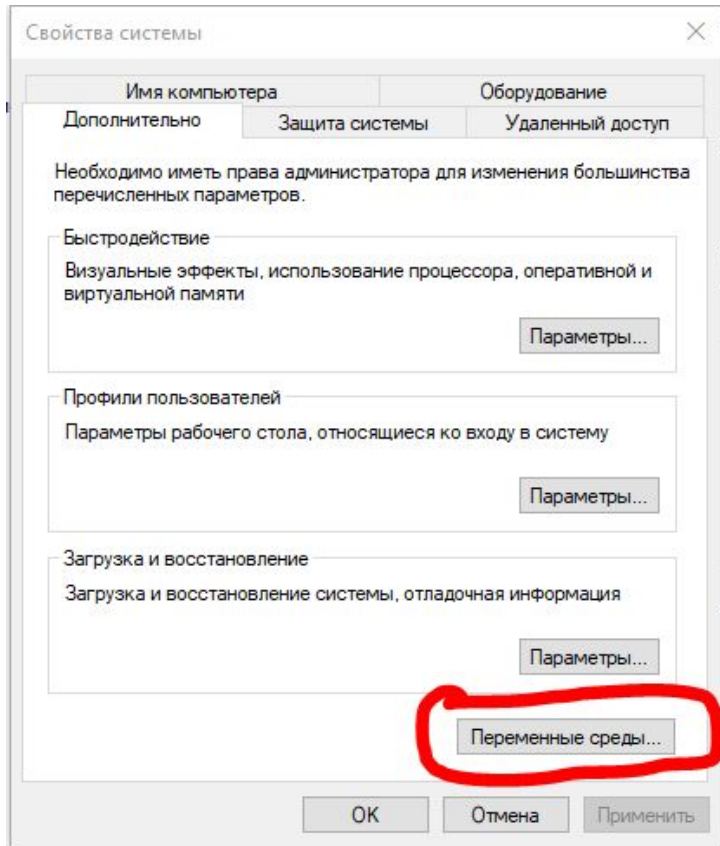 Свойства системы
Имя компьютера
Оборудование
Дополнительно
Защита системы
Удаленный доступ
Необходимо иметь права администратора для изменения большинства
перечисленных параметров.
Быстродействие
Визуальные эффекты, использование процессора, оперативной и
виртуальной памяти
Параметры...
Профили пользователей
Параметры рабочего стола, относящиеся ко входу в систему
Параметры...
Загрузка и восстановление
Загрузка и восстановление системы, отладочная информация
Параметры...
Переменные среды...
ОК
Отмена
Применить